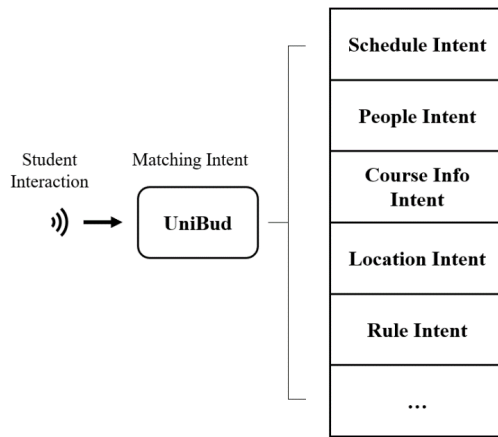 Student
Interaction
Matching Intent
UniBud
Schedule Intent
People Intent
Course Info
Intent
Location Intent
Rule Intent
...